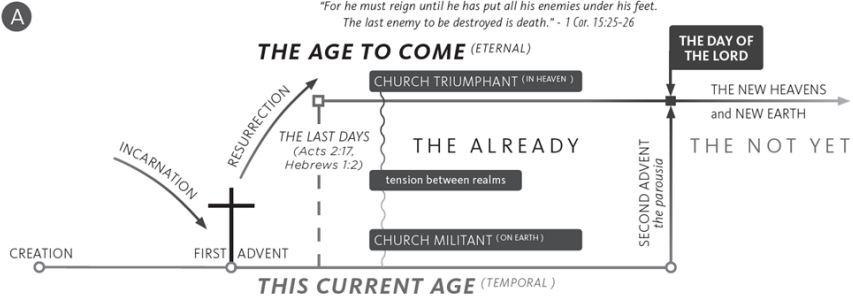 A
"For he must reign until he has put all his enemies under his feet.
The last enemy to be destroyed is death." - 1 Cor. 15:25-26
THE AGE TO COME (ETERNAL)
THE DAY OF
THE LORD
CHURCH TRIUMPHANT (IN HEAVEN)
THE NEW HEAVENS
and NEW EARTH
RESURRECTION
THE LAST DAYS
(Acts 2:17,
Hebrews 1:2)
THE ALREADY
THE NOT YET
INCARNATION
tension between realms
SECOND ADVENT
the parousia
CHURCH MILITANT (ON EARTH)
CREATION
FIRST ADVENT
THIS CURRENT AGE (TEMPORAL)